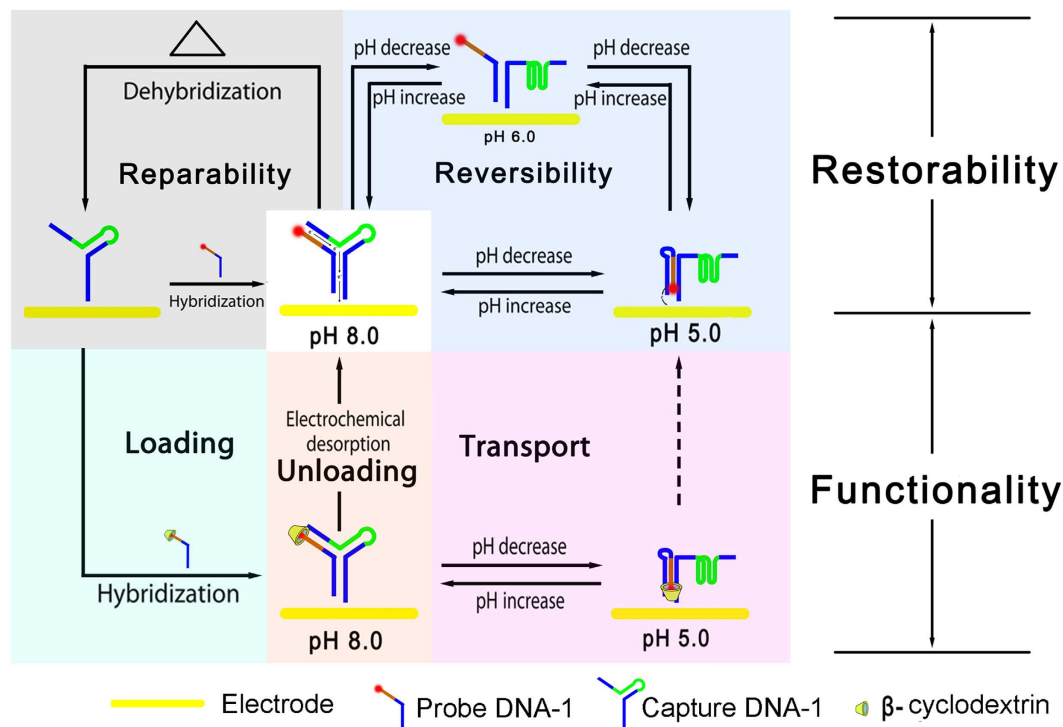 pH decrease
pH decrease
Dehybridization
pH increase
pH increase
pH 6.0
Reparability
Reversibility
Restorability
pH decrease
Hybridization
pH increase
pH 8.0
pH 5.0
Electrochemical
desorption
Loading
Transport
Unloading
Functionality
pH decrease
Hybridization
pH increase
pH 8.0
pH 5.0
Electrode
Probe DNA-1
Capture DNA-1
β- cyclodextrin